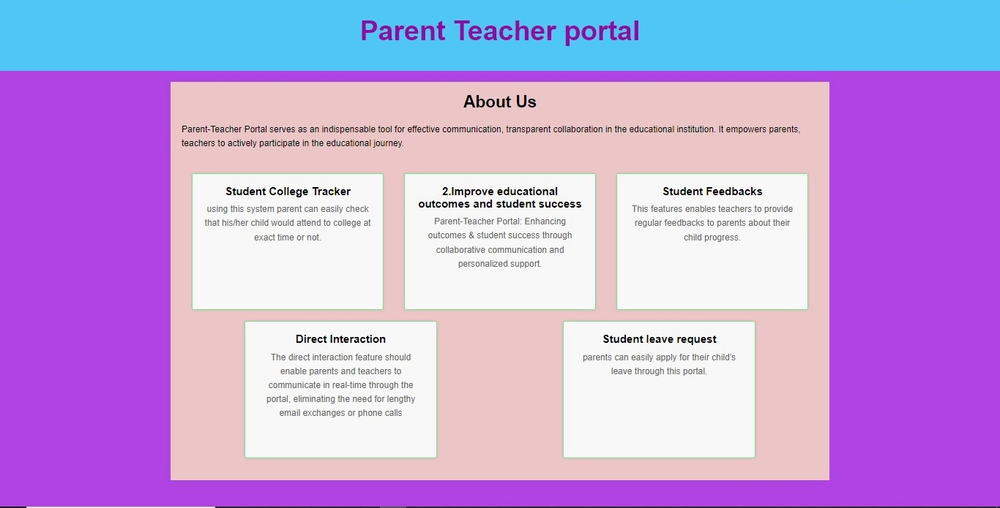 Parent Teacher portal
About Us
Parent-Teacher Portal serves as an indispensable tool for effective communication, transparent collaboration in the educational institution. It empowers parents,
teachers to actively participate in the educational journey.
Student College Tracker
using this system parent can easily check
that his/her child would attend to college at
exact time or not.
2.Improve educational
outcomes and student success
Parent-Teacher Portal: Enhancing
outcomes & student success through
collaborative communication and
personalized support.
Student Feedbacks
This features enables teachers to provide
regular feedbacks to parents about their
child progress.
Direct Interaction
The direct interaction feature should
enable parents and teachers to
communicate in real-time through the
portal, eliminating the need for lengthy
email exchanges or phone calls
Student leave request
parents can easily apply for their child's
leave through this portal.